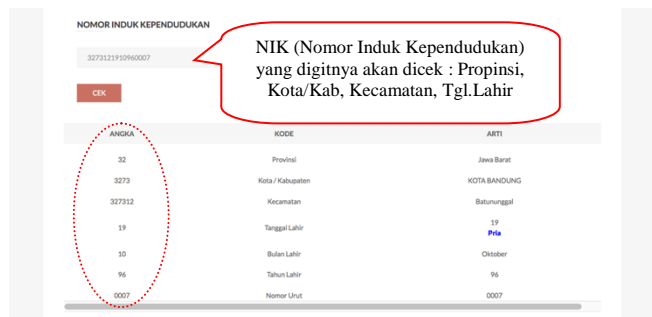 NOMOR INDUK KEPENDUDUKAN
3273121910960007
CEK
NIK (Nomor Induk Kependudukan)
yang digitnya akan dicek : Propinsi,
Kota/Kab, Kecamatan, Tgl.Lahir
ANGKA KODE ARTI
32 Provinsi Jawa Barat
3273 Kota / Kabupaten KOTA BANDUNG
327312 Kecamatan Batununggal
19 Tanggal Lahir 19
Pria
10 Bulan Lahir Oktober
96 Tahun Lahir 96
0007 Nomor Urut 0007